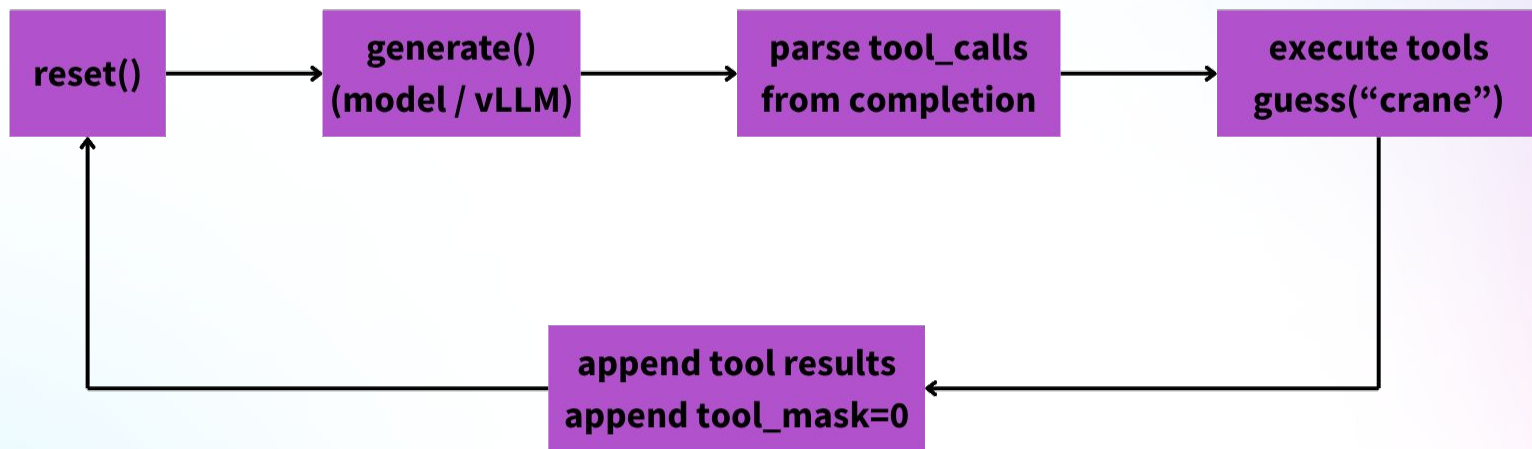 reset()
generate()
(model / vLLM)
parse tool_calls
from completion
execute tools
guess(“crane”)
append tool results
append tool_mask=0